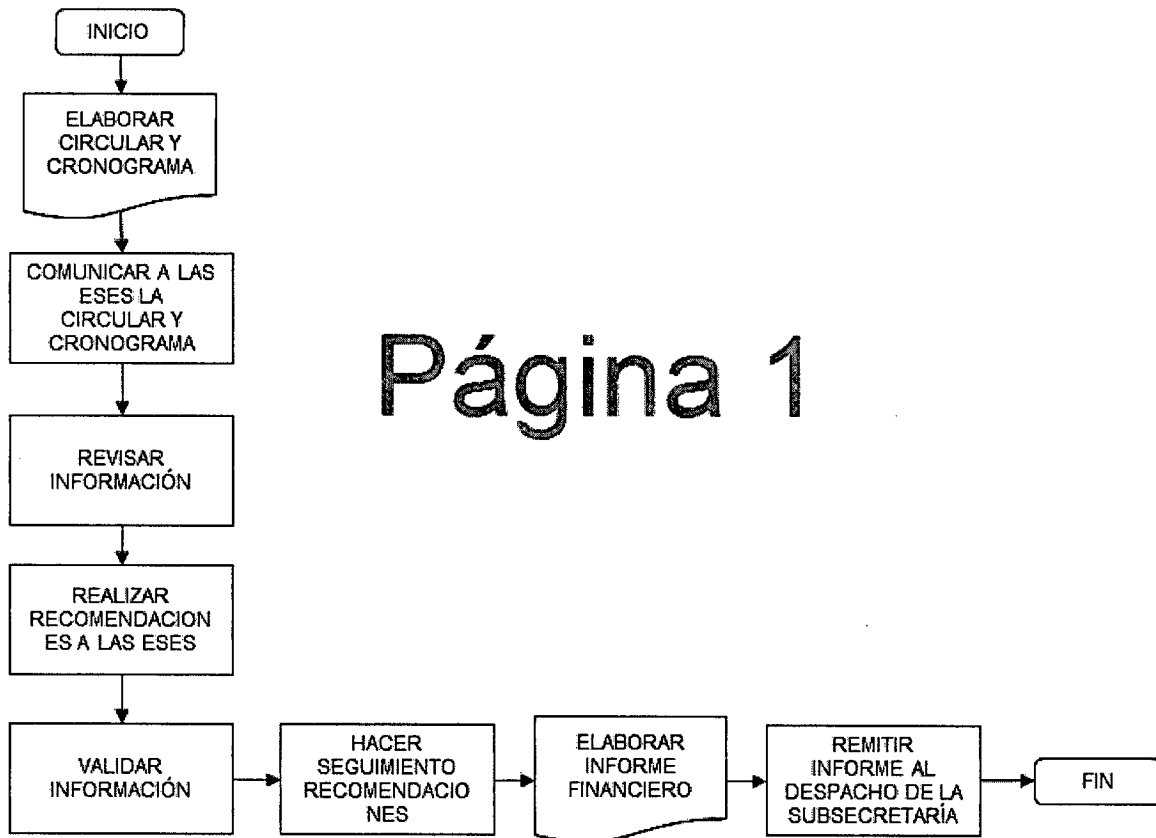 INICIO
ELABORAR
CIRCULAR Y
CRONOGRAMA
COMUNICAR A LAS
ESES LA
CIRCULAR Y
CRONOGRAMA
Página 1
REVISAR
INFORMACIÓN
REALIZAR
RECOMENDACION
ES A LAS ESES
VALIDAR
INFORMACIÓN
HACER
SEGUIMIENTO
RECOMENDACIO
NES
ELABORAR
INFORME
FINANCIERO
REMITIR
INFORME AL
DESPACHO DE LA
SUBSECRETARÍA
FIN